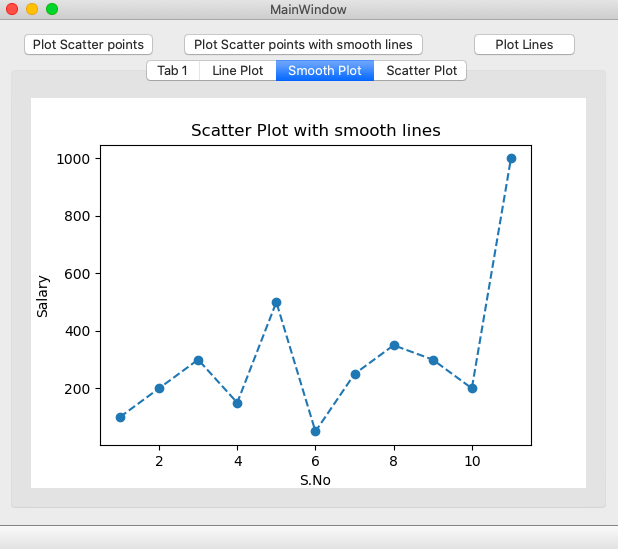 MainWindow
Plot Scatter points Plot Scatter points with smooth lines Plot Lines
Tab 1 Line Plot Smooth Plot Scatter Plot
Scatter Plot with smooth lines
1000
800
600
400
200
Salary
2 4 6 8 10
S.No